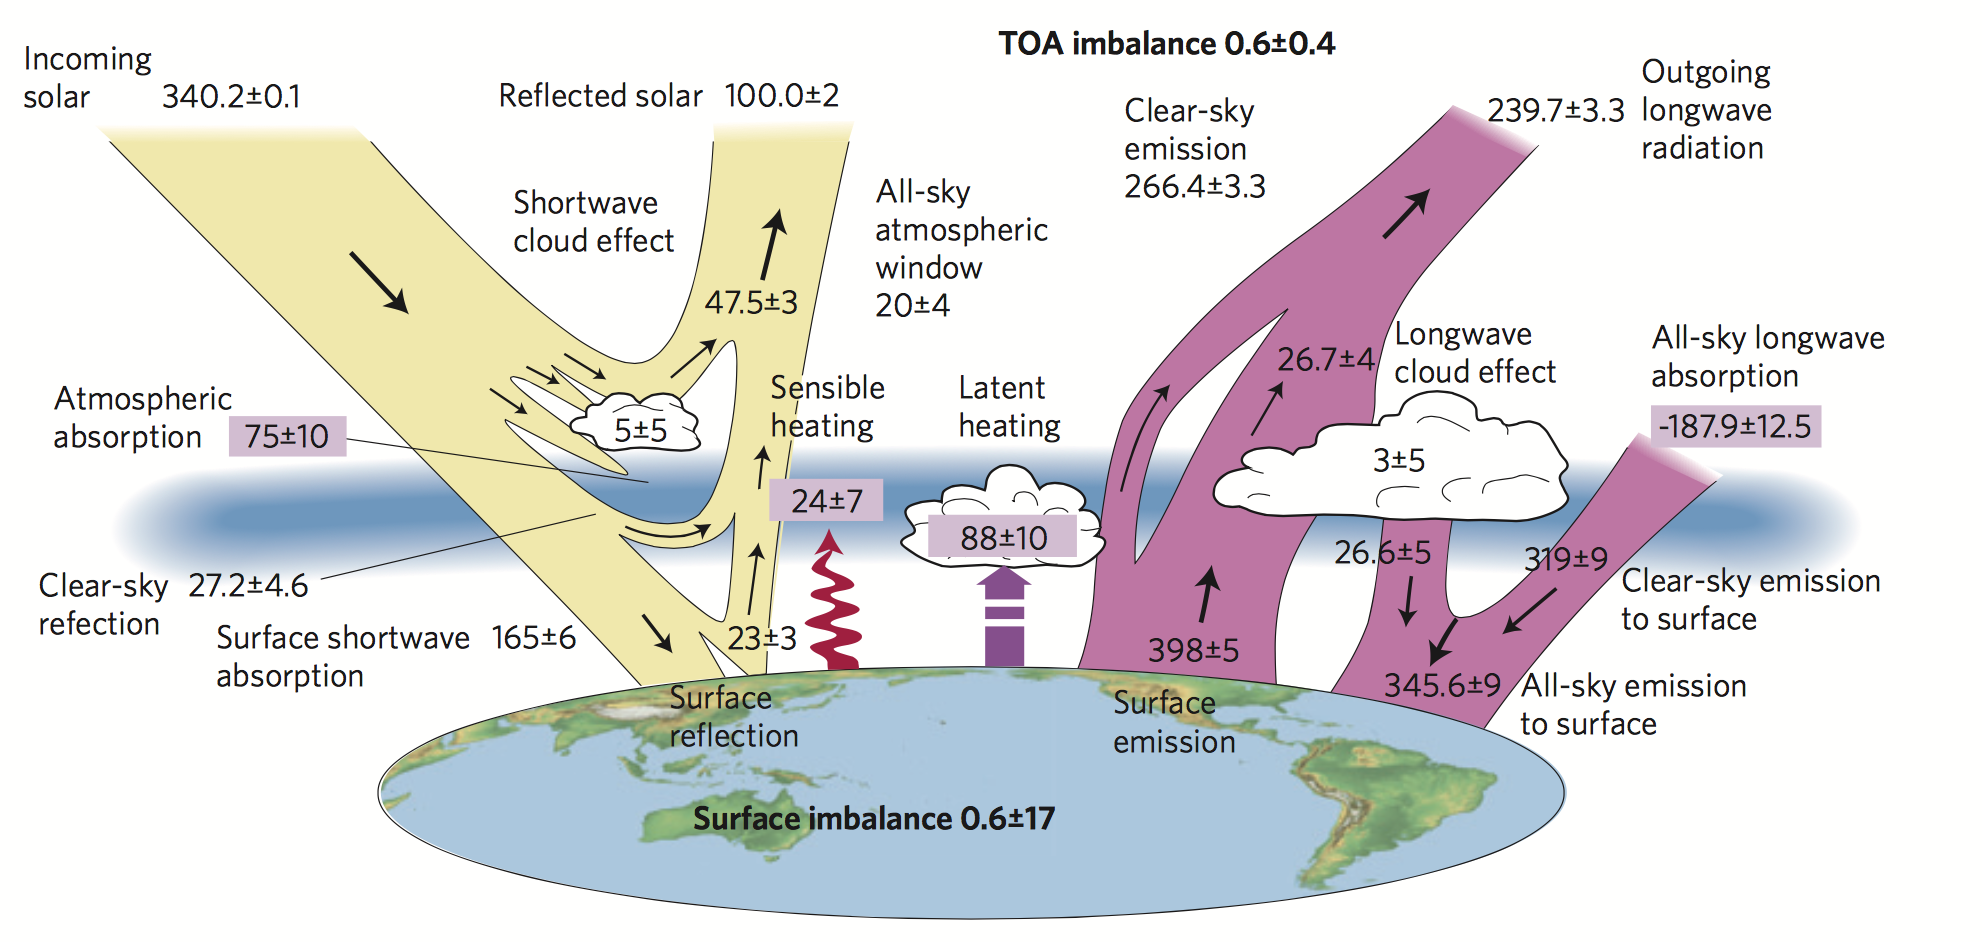 TOA imbalance 0.6±0.4
Incoming
solar 340.2±0.1
Reflected solar 100.0±2
Clear-sky
emission
266.4±3.3
239.7±3.3
Outgoing
longwave
radiation
Shortwave
cloud effect
47.5±3
All-sky
atmospheric
window
20±4
26.7±4
Longwave
cloud effect
All-sky longwave
absorption
-187.9±12.5
Atmospheric
absorption 75±10
5±5
Sensible
heating
24±7
Latent
heating
88±10
3±5
26.6±5
319±9
Clear-sky emission
to surface
Clear-sky 27.2±4.6
refection
Surface shortwave 165±6
absorption
23±3
398±5
345.6±9
All-sky emission
to surface
Surface
reflection
Surface
emission
Surface imbalance 0.6±17